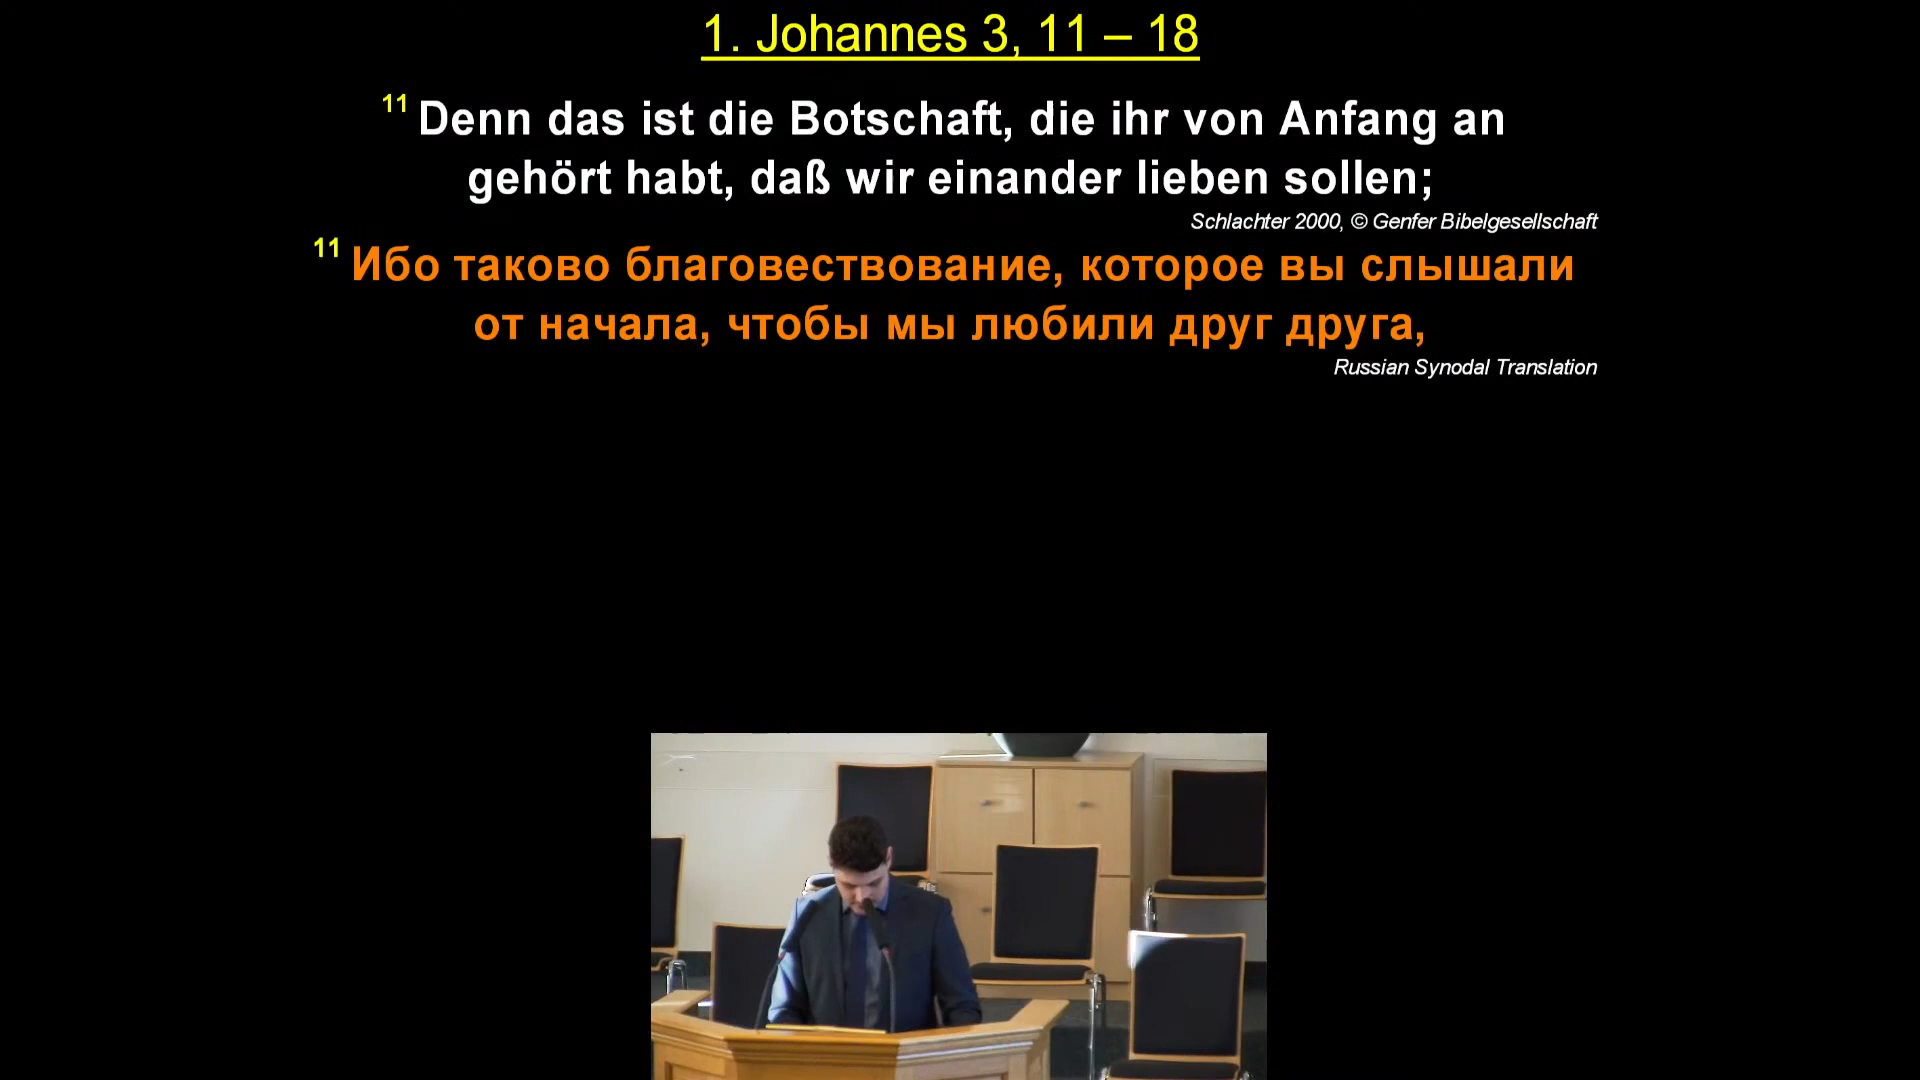 1. Johannes 3, 11 – 18
11 Denn das ist die Botschaft, die ihr von Anfang an
gehört habt, daß wir einander lieben sollen;
Schlachter 2000, © Genfer Bibelgesellschaft
11 Ибо таково благовествование, которое вы слышали
от начала, чтобы мы любили друг друга,
Russian Synodal Translation